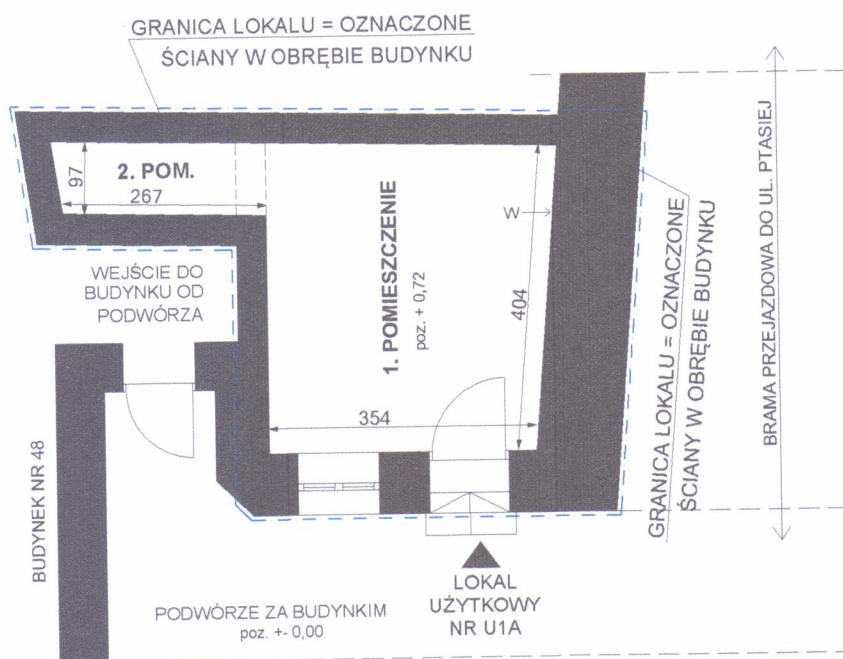 GRANICA LOKALU = OZNACZONE
ŚCIANY W OBRĘBIE BUDYNKU
2. POM.
97
267
W
1. POMIESZCZENIE
poz. + 0,72
404
354
WEJŚCIE DO
BUDYNKU OD
PODWÓRZA
BUDYNEK NR 48
GRANICA LOKALU = OZNACZONE
ŚCIANY W OBRĘBIE BUDYNKU
BRAMA PRZEJAZDOWA DO UL. PTASIEJ
LOKAL
UŻYTKOWY
NR U1A
PODWÓRZE ZA BUDYNKIM
poz. +- 0,00